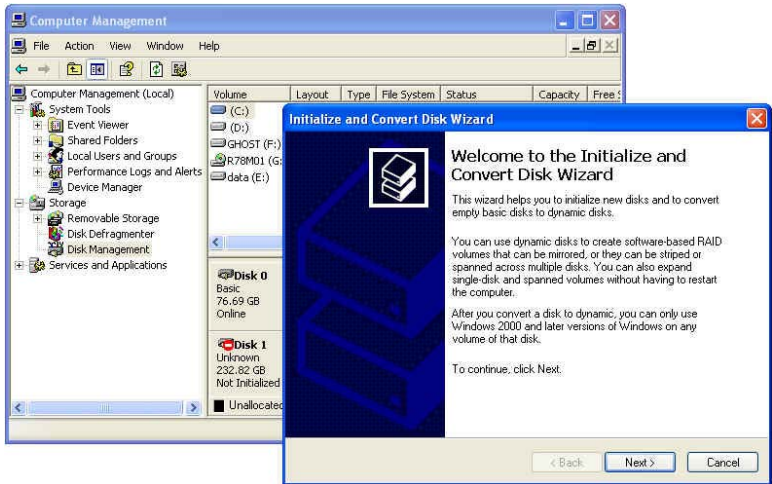 Computer Management
File Action View Window Help
Computer Management (Local)
System Tools
Event Viewer
Shared Folders
Local Users and Groups
Performance Logs and Alerts
Device Manager
Storage
Removable Storage
Disk Defragmenter
Disk Management
Services and Applications
Volume Layout Type File System Status Capacity Free
(C:)
(D:)
GHOST (F:)
R78M01 (G:
data (E:)
Disk 0
Basic
76.69 GB
Online
Disk 1
Unknown
232.82 GB
Not Initialized
Unallocated
Initialize and Convert Disk Wizard
Welcome to the Initialize and
Convert Disk Wizard
This wizard helps you to initialize new disks and to convert
empty basic disks to dynamic disks.
You can use dynamic disks to create software-based RAID
volumes that can be mirrored, or they can be striped or
spanned across multiple disks. You can also expand
single-disk and spanned volumes without having to restart
the computer.
After you convert a disk to dynamic, you can only use
Windows 2000 and later versions of Windows on any
volume of that disk.
To continue, click Next.
< Back Next > Cancel